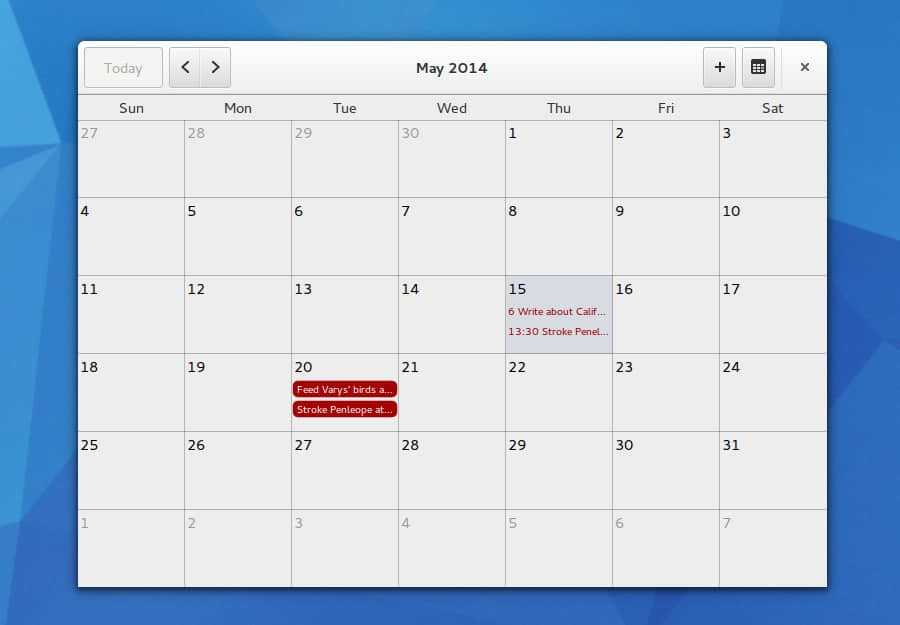 Today < > May 2014 + ×
Sun Mon Tue Wed Thu Fri Sat
27 28 29 30 1 2 3
4 5 6 7 8 9 10
11 12 13 14 15 16 17
6 Write about Calif...
13:30 Stroke Penel...
18 19 20 21 22 23 24
Feed Varys' birds a...
Stroke Penleope at...
25 26 27 28 29 30 31
1 2 3 4 5 6 7